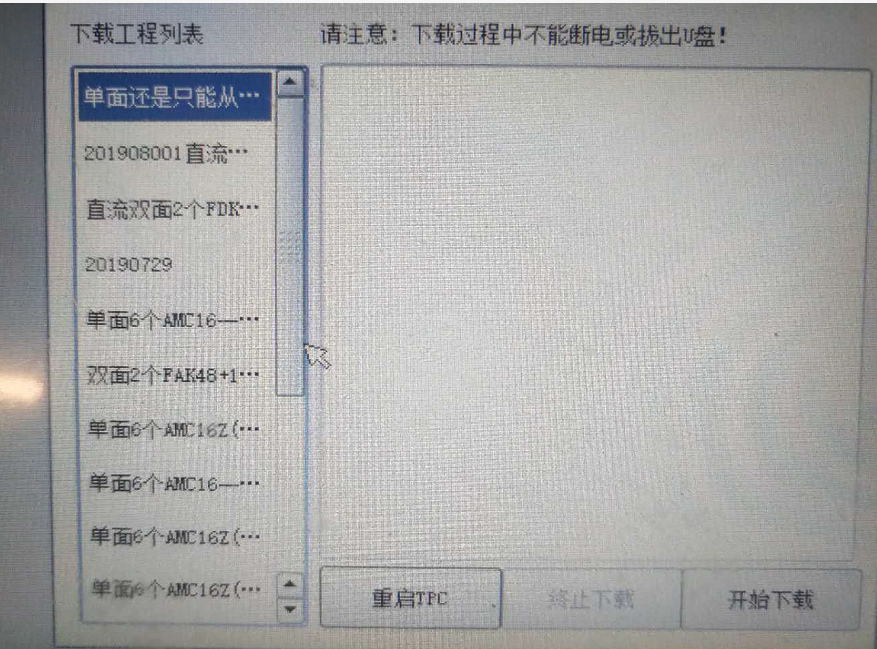 下载工程列表
请注意：下载过程中不能断电或拔出U盘！
单面还是只能从…
201908001直流…
直流双面2个FDK…
20190729
单面6个AMC16—…
双面2个FAK48+1…
单面6个AMC16Z(…
单面6个AMC16—…
单面6个AMC16Z(…
单面6个AMC16Z(…
重启TPC
终止下载
开始下载